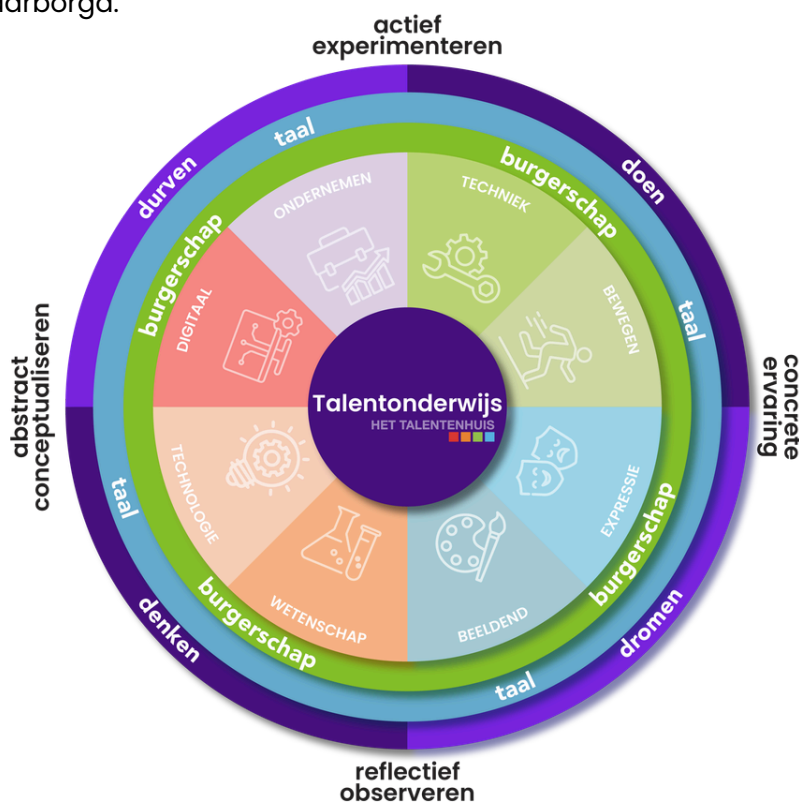 actief
experimenteren
durven
taal
burgerschap
doen
burgerschap
ONDERNEMEN
TECHNIEK
DIGITAAL
BEWEGEN
taal
abstract
conceptualiseren
Talentonderwijs
HET TALENTENHUIS
concrete
ervaring
TECHNOLOGIE
EXPRESSIE
taal
burgerschap
WETENSCHAP
BEELDEND
burgerschap
denken
dromen
taal
reflectief
observeren